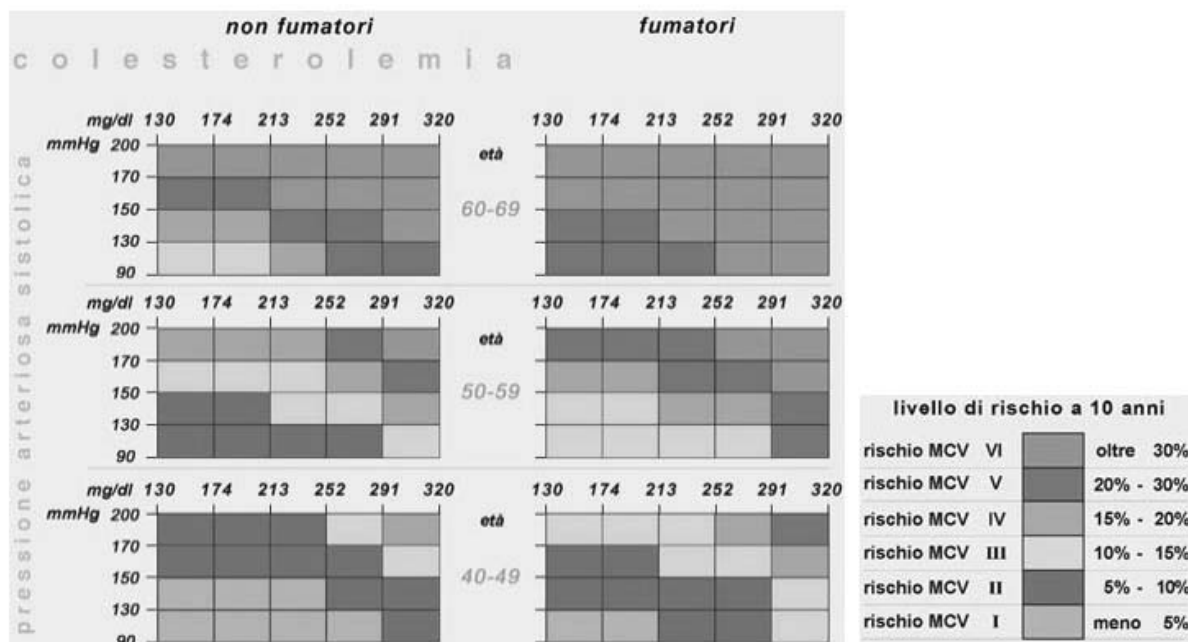 non fumatori fumatori
colesterolemia
mg/dl 130 174 213 252 291 320 130 174 213 252 291 320
mmHg 200 età
170
150 60-69
130
90
mg/dl 130 174 213 252 291 320 130 174 213 252 291 320
mmHg 200 età
170
150 50-59
130
90
mg/dl 130 174 213 252 291 320 130 174 213 252 291 320
mmHg 200 età
170
150 40-49
130
90
pressione arteriosa sistolica
livello di rischio a 10 anni
rischio MCV VI oltre 30%
rischio MCV V 20% - 30%
rischio MCV IV 15% - 20%
rischio MCV III 10% - 15%
rischio MCV II 5% - 10%
rischio MCV I meno 5%